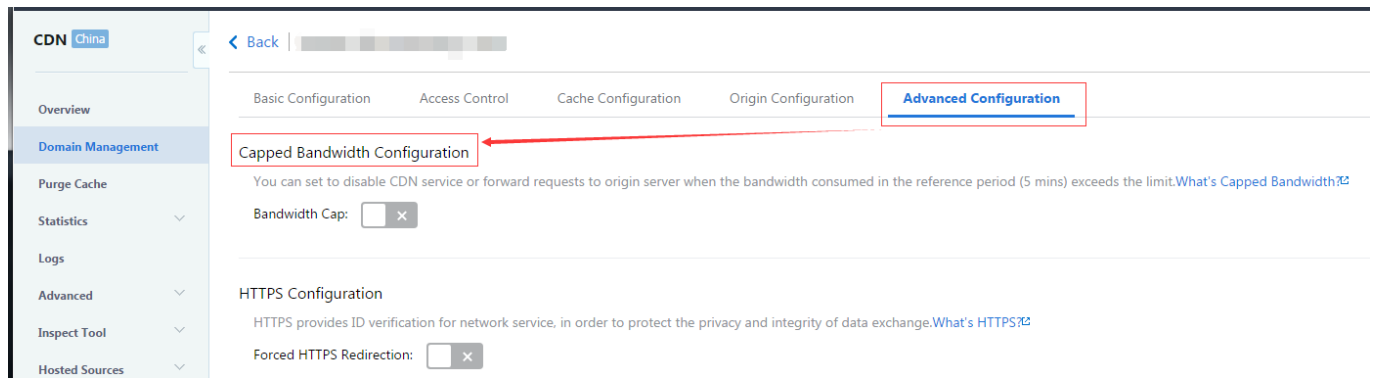 CDN China
Back
Basic Configuration Access Control Cache Configuration Origin Configuration Advanced Configuration
Overview
Domain Management
Purge Cache
Statistics
Logs
Advanced
Inspect Tool
Hosted Sources
Capped Bandwidth Configuration
You can set to disable CDN service or forward requests to origin server when the bandwidth consumed in the reference period (5 mins) exceeds the limit.What's Capped Bandwidth?
Bandwidth Cap:
HTTPS Configuration
HTTPS provides ID verification for network service, in order to protect the privacy and integrity of data exchange.What's HTTPS?
Forced HTTPS Redirection: